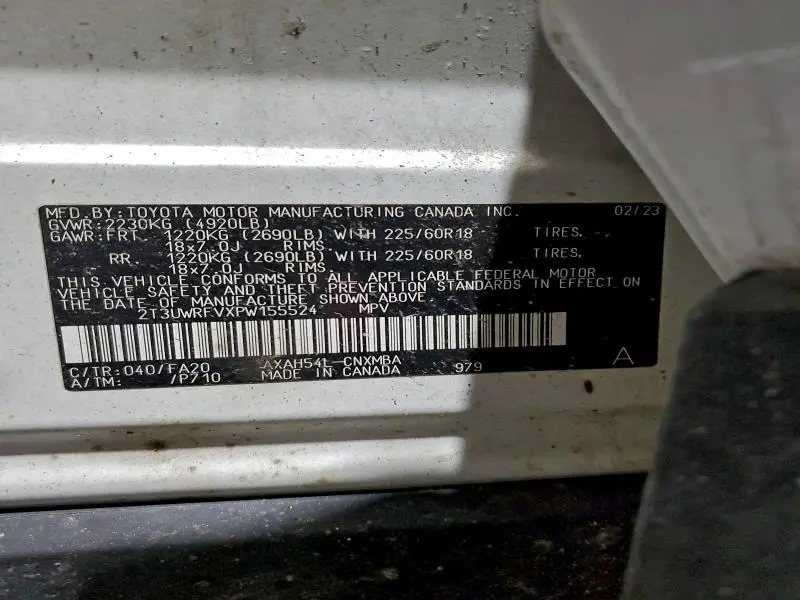 MFD.BY:TOYOTA MOTOR MANUFACTURING CANADA INC. 02/23
GVWR:2230KG (4920LB)
GAWR:FRT 1220KG (2690LB) WITH 225/60R18 TIRES.
18x7.0J RIMS.
RR 1220KG (2690LB) WITH 225/60R18 TIRES.
18x7.0J RIMS.
THIS VEHICLE CONFORMS TO ALL APPLICABLE FEDERAL MOTOR
VEHICLE SAFETY AND THEFT PREVENTION STANDARDS IN EFFECT ON
THE DATE OF MANUFACTURE SHOWN ABOVE.
2T3UWRFVXPW155524 MPV
C/TR:040/FA20 AXAH54L-CNXMBA
A/TM: /P710 MADE IN CANADA 979 A